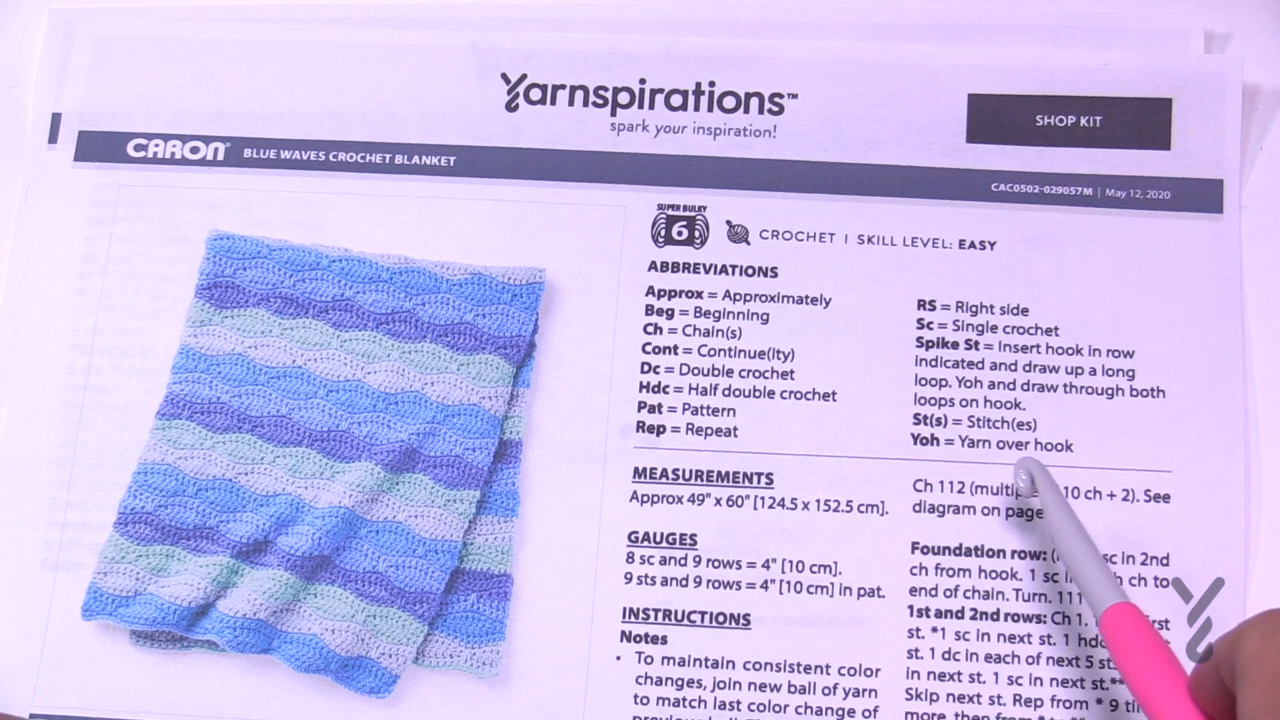 Yarnspirations™
spark your inspiration!
SHOP KIT
CARON® BLUE WAVES CROCHET BLANKET
CAC0502-029057M | May 12, 2020
SUPER BULKY
6
CROCHET I SKILL LEVEL: EASY
ABBREVIATIONS
Approx = Approximately
Beg = Beginning
Ch = Chain(s)
Cont = Continue(ity)
Dc = Double crochet
Hdc = Half double crochet
Pat = Pattern
Rep = Repeat
RS = Right side
Sc = Single crochet
Spike St = Insert hook in row
indicated and draw up a long
loop. Yoh and draw through both
loops on hook.
St(s) = Stitch(es)
Yoh = Yarn over hook
MEASUREMENTS
Approx 49" x 60" [124.5 x 152.5 cm].
GAUGES
8 sc and 9 rows = 4" [10 cm].
9 sts and 9 rows = 4" [10 cm] in pat.
INSTRUCTIONS
Notes
• To maintain consistent color
changes, join new ball of yarn
to match last color change of
Ch 112 10 ch + 2). See
diagram on page
Foundation row: sc in 2nd
ch from hook. 1 sc ch to
end of chain. Turn.
1st and 2nd rows: Ch 1.
st. *1 sc in next st. 1
st. 1 dc in each of next 5
in next st. 1 sc in next st.**
Skip next st. Rep from * 9